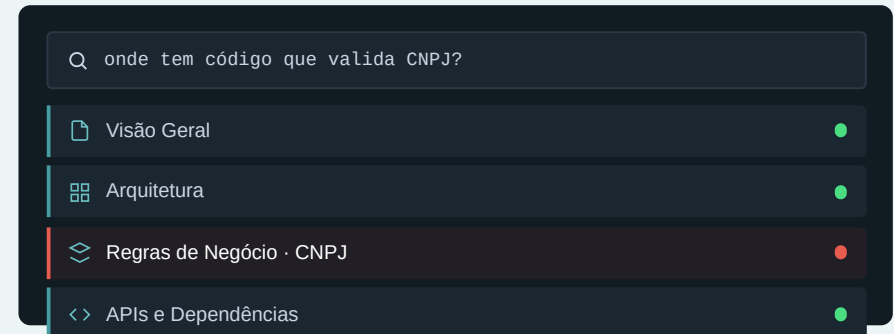 onde tem código que valida CNPJ?
Visão Geral
Arquitetura
Regras de Negócio · CNPJ
APIs e Dependências